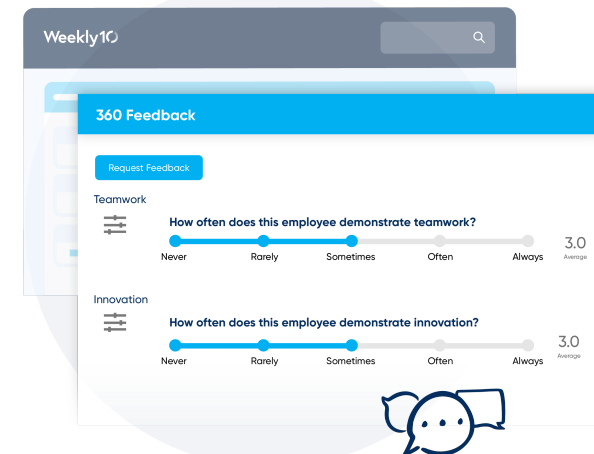 Weekly10
360 Feedback
Request Feedback
Teamwork
How often does this employee demonstrate teamwork?
Never Rarely Sometimes Often Always
3.0
Average
Innovation
How often does this employee demonstrate innovation?
Never Rarely Sometimes Often Always
3.0
Average